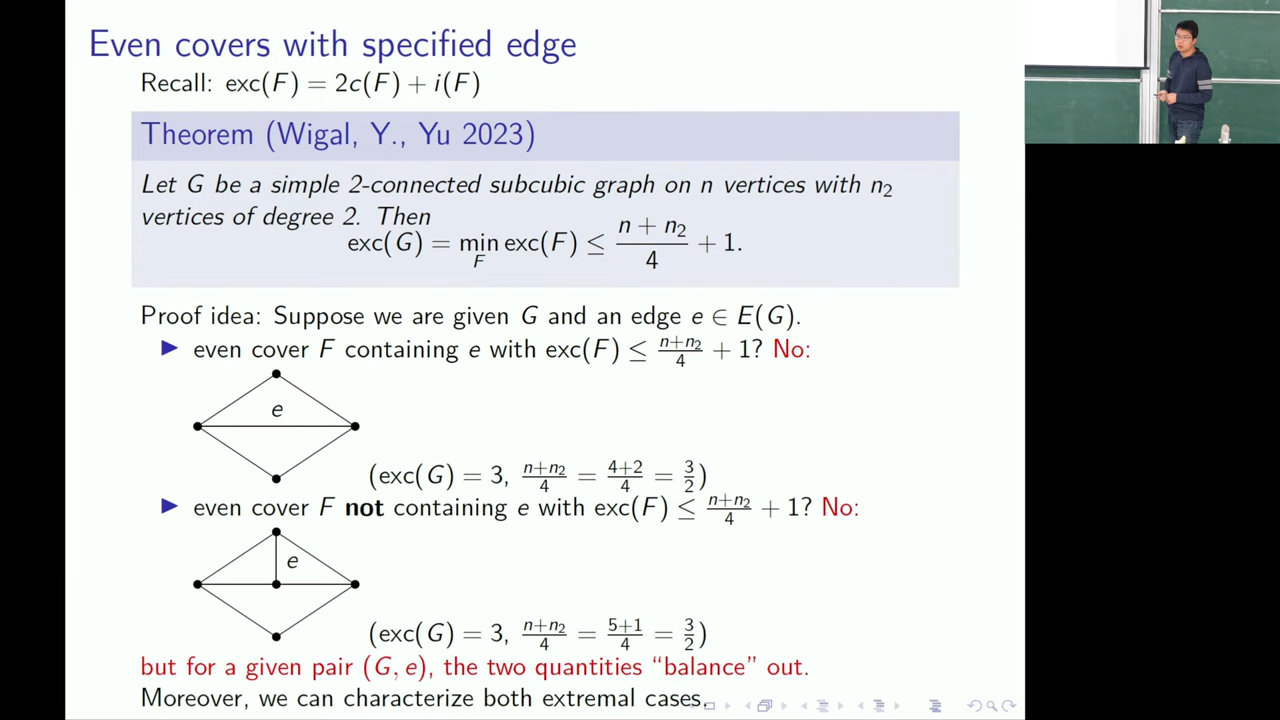 Even covers with specified edge
Recall: exc(F) = 2c(F) + i(F)
Theorem (Wigal, Y., Yu 2023)
Let G be a simple 2-connected subcubic graph on n vertices with n₂
vertices of degree 2. Then
exc(G) = min_F exc(F) ≤ (n + n₂)/4 + 1.
Proof idea: Suppose we are given G and an edge e ∈ E(G).
▶ even cover F containing e with exc(F) ≤ (n+n₂)/4 + 1? No:
e
(exc(G) = 3, (n+n₂)/4 = (4+2)/4 = 3/2)
▶ even cover F not containing e with exc(F) ≤ (n+n₂)/4 + 1? No:
e
(exc(G) = 3, (n+n₂)/4 = (5+1)/4 = 3/2)
but for a given pair (G, e), the two quantities “balance” out.
Moreover, we can characterize both extremal cases.